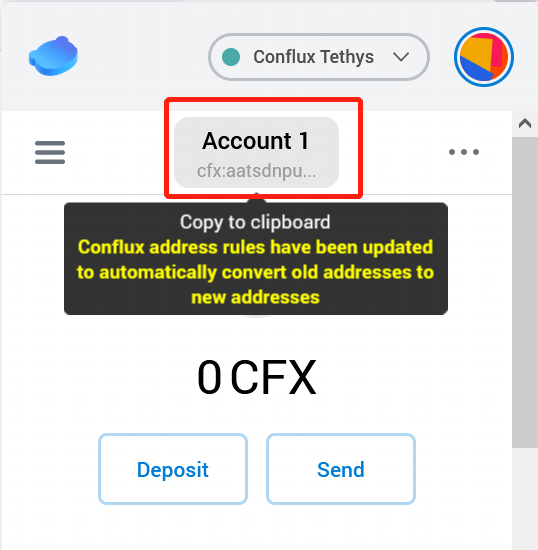 Conflux Tethys
Account 1
cfx:aatsdnpu...
Copy to clipboard
Conflux address rules have been updated
to automatically convert old addresses to
new addresses
0 CFX
Deposit
Send